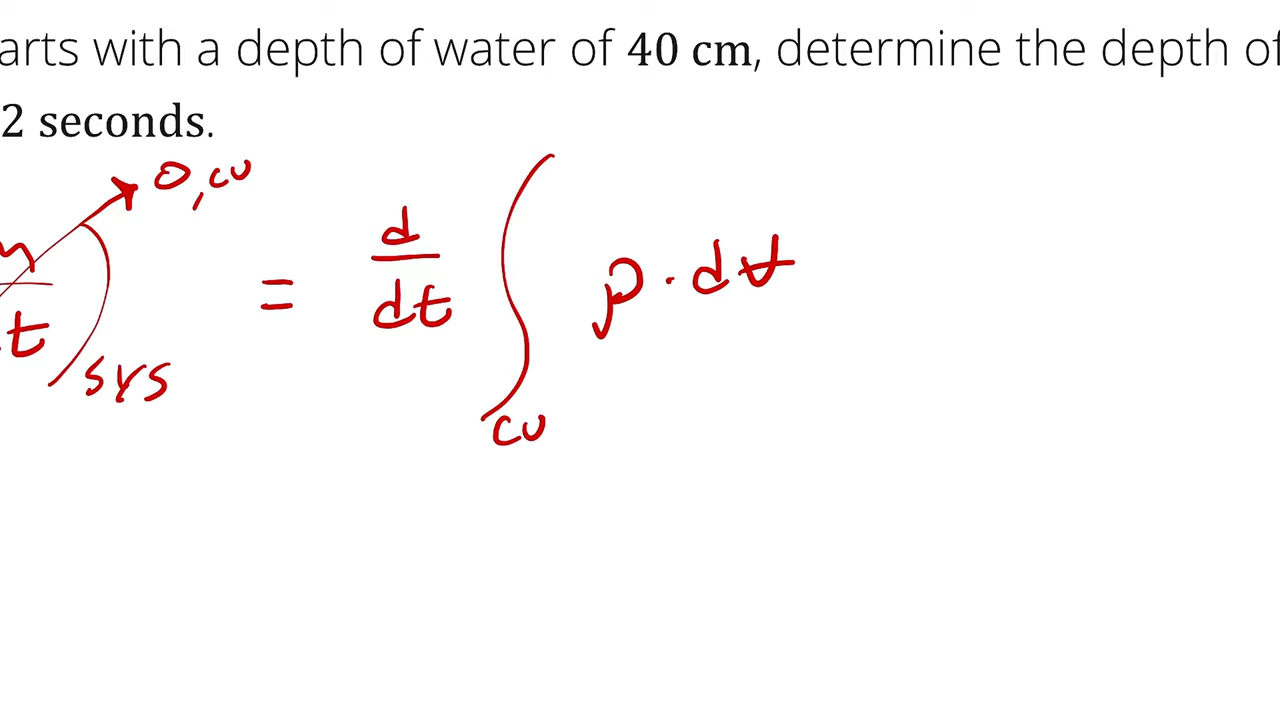 arts with a depth of water of 40 cm, determine the depth of
2 seconds.
0, CV
= d/dt ∫ ρ · dV
t
SYS
CV